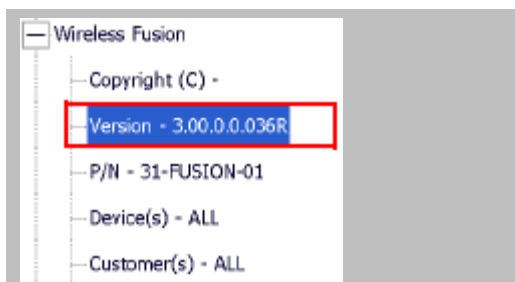 Wireless Fusion
Copyright (C) -
Version - 3.00.0.0.036R
P/N - 31-FUSION-01
Device(s) - ALL
Customer(s) - ALL